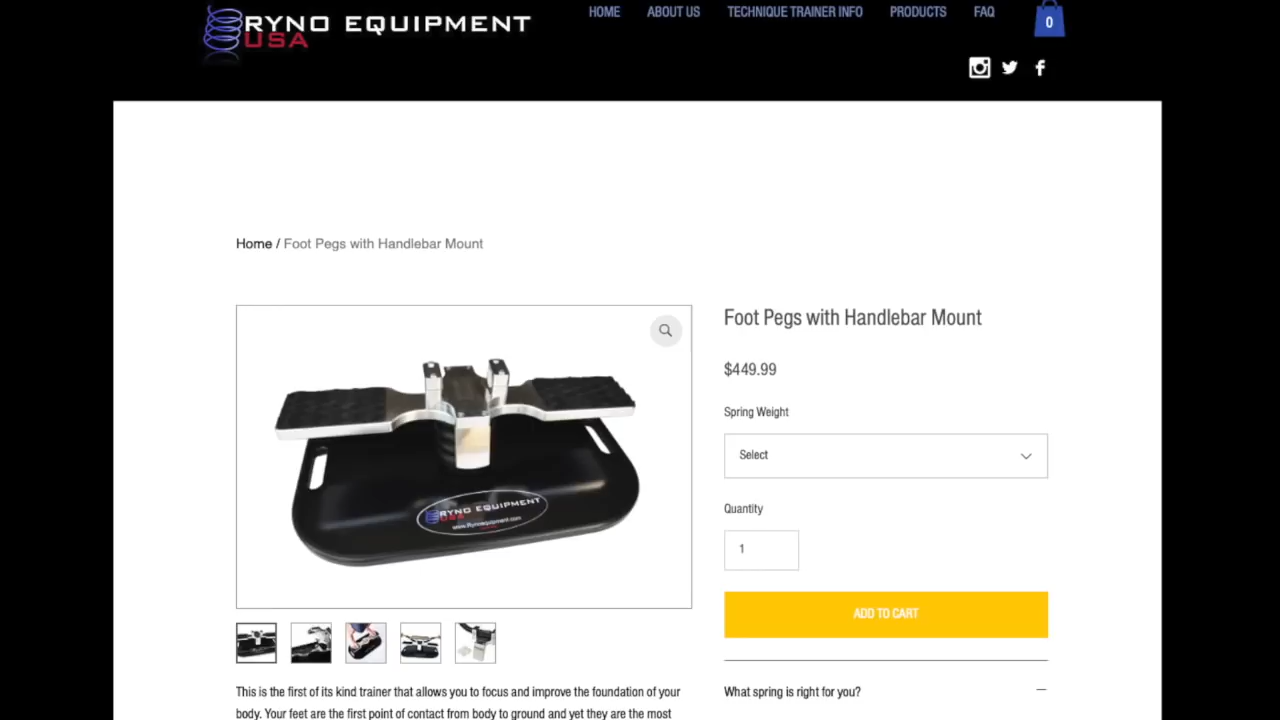 RYNO EQUIPMENT
USA
HOME
ABOUT US
TECHNIQUE TRAINER INFO
PRODUCTS
FAQ
0
Home / Foot Pegs with Handlebar Mount
RYNO EQUIPMENT
USA
www.Rynoequipment.com
Foot Pegs with Handlebar Mount
$449.99
Spring Weight
Select
Quantity
1
ADD TO CART
This is the first of its kind trainer that allows you to focus and improve the foundation of your
body. Your feet are the first point of contact from body to ground and yet they are the most
What spring is right for you?